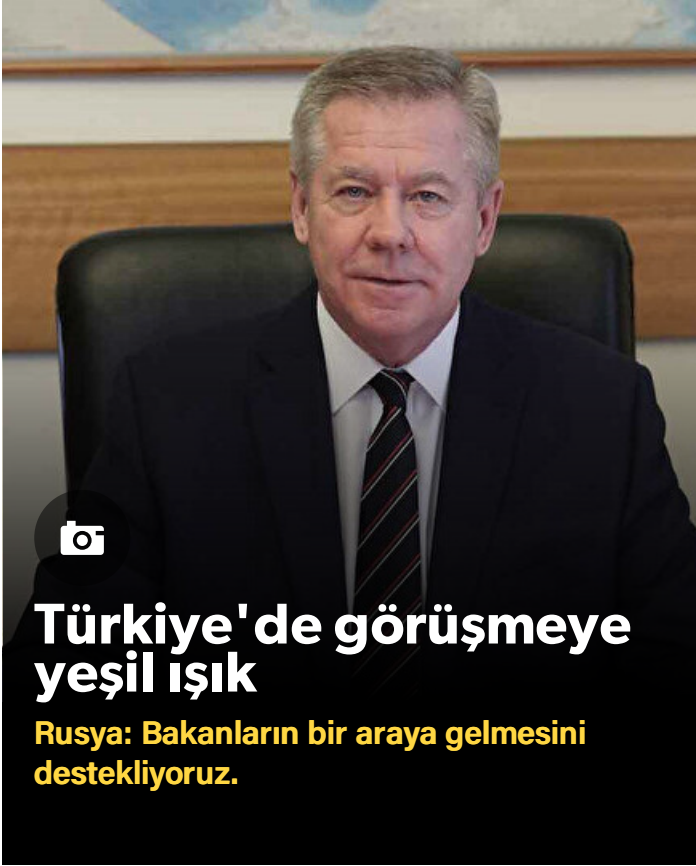 Türkiye'de görüşmeye
yeşil ışık
Rusya: Bakanların bir araya gelmesini
destekliyoruz.